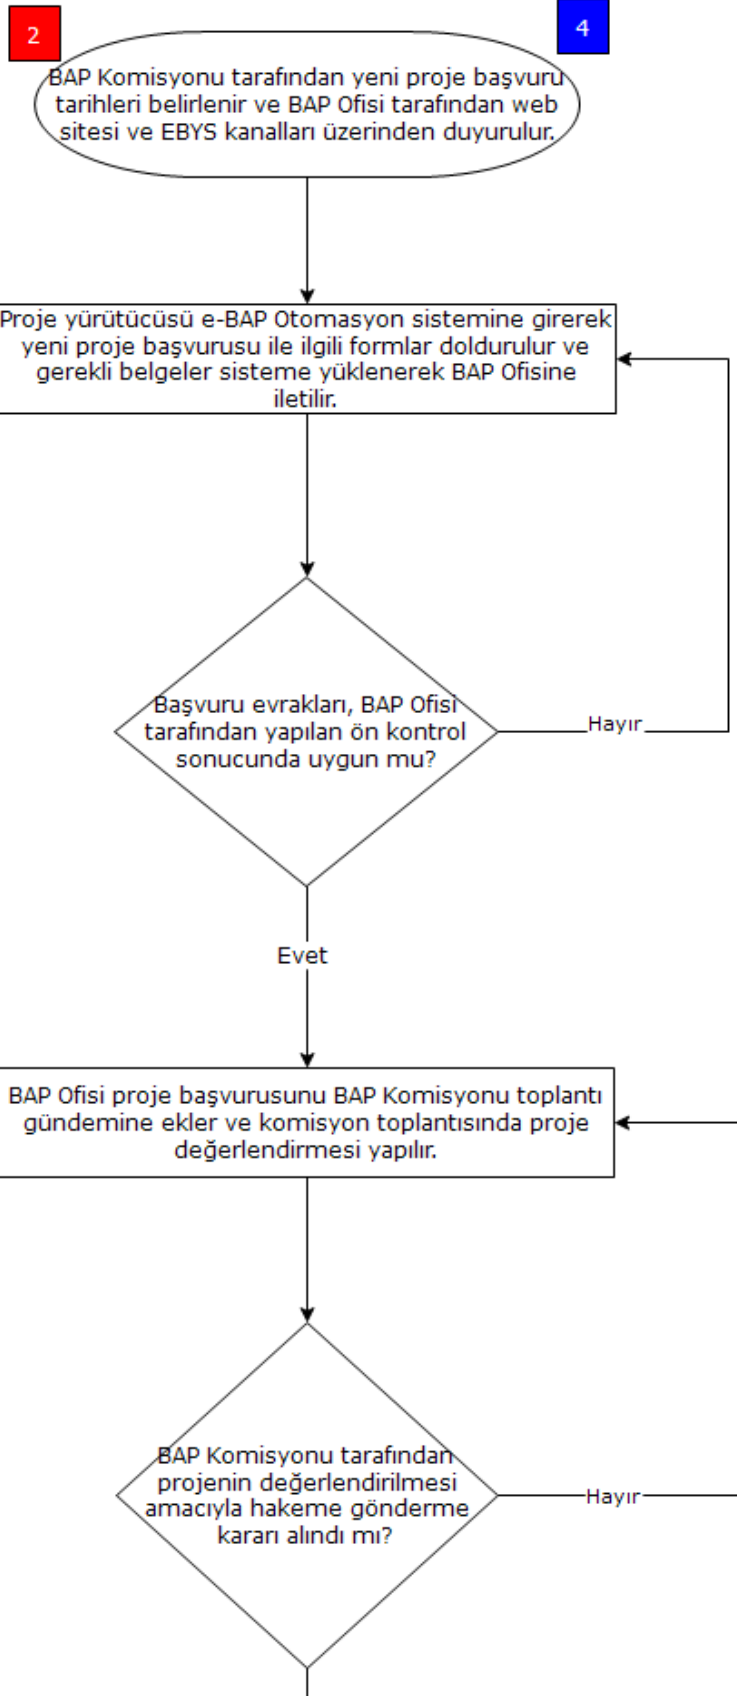 2
4
BAP Komisyonu tarafından yeni proje başvuru
tarihleri belirlenir ve BAP Ofisi tarafından web
sitesi ve EBYS kanalları üzerinden duyurulur.
Proje yürütücüsü e-BAP Otomasyon sistemine girerek
yeni proje başvurusu ile ilgili formlar doldurulur ve
gerekli belgeler sisteme yüklenerek BAP Ofisine
iletilir.
Başvuru evrakları, BAP Ofisi
tarafından yapılan ön kontrol
sonucunda uygun mu?
Hayır
Evet
BAP Ofisi proje başvurusunu BAP Komisyonu toplantı
gündemine ekler ve komisyon toplantısında proje
değerlendirmesi yapılır.
BAP Komisyonu tarafından
projenin değerlendirilmesi
amacıyla hakeme gönderme
kararı alındı mı?
Hayır